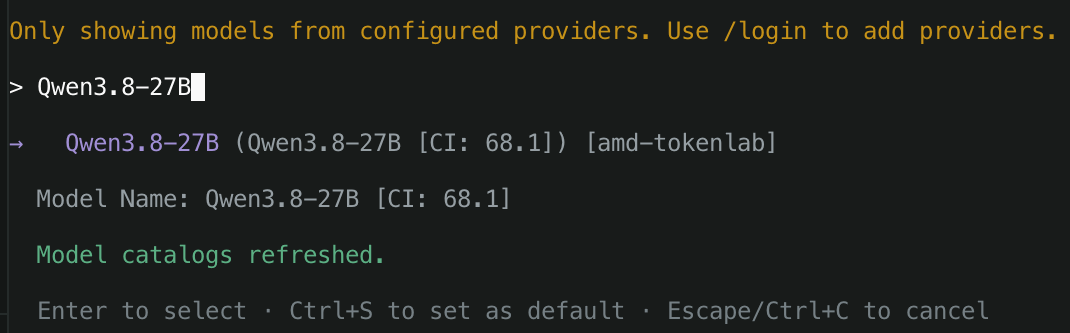 Only showing models from configured providers. Use /login to add providers.
> Qwen3.8-27B
→ Qwen3.8-27B (Qwen3.8-27B [CI: 68.1]) [amd-tokenlab]
Model Name: Qwen3.8-27B [CI: 68.1]
Model catalogs refreshed.
Enter to select · Ctrl+S to set as default · Escape/Ctrl+C to cancel